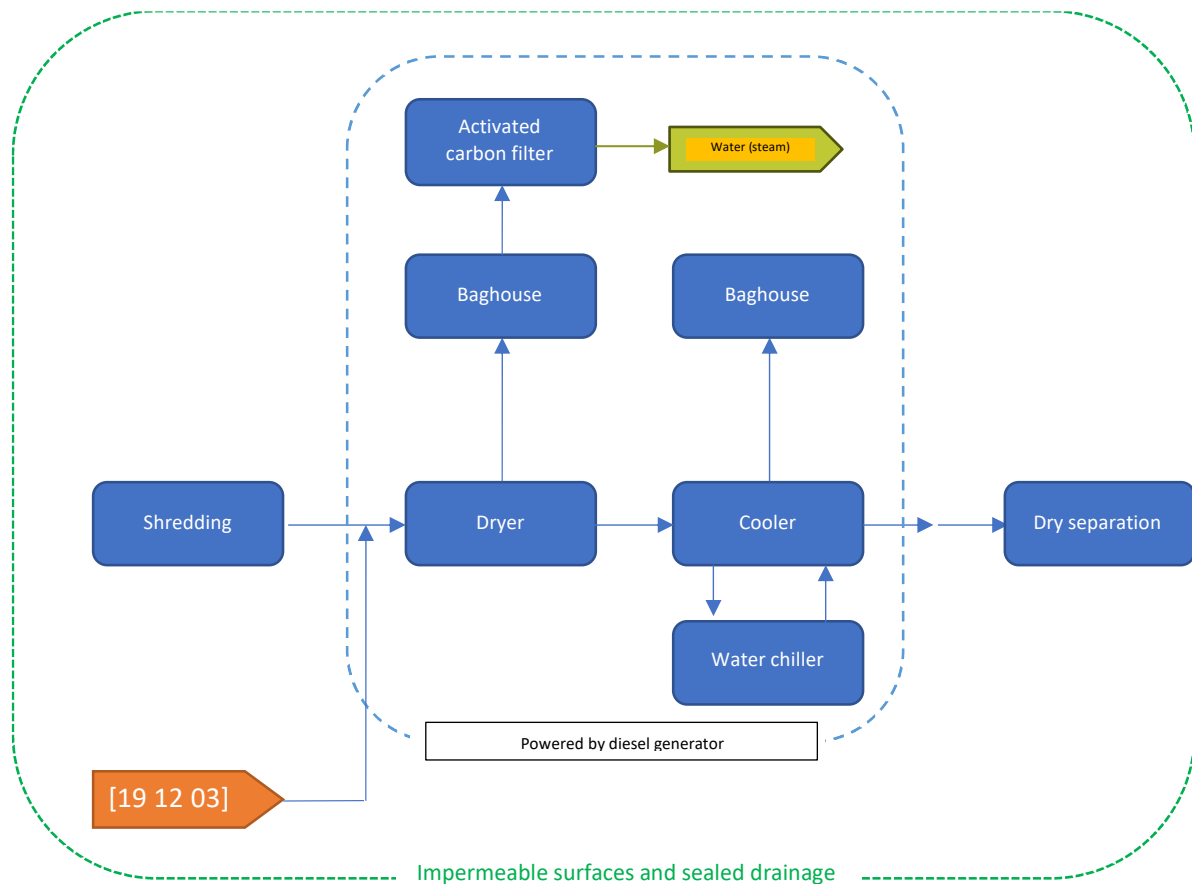 Activated
carbon filter
Water (steam)
Baghouse
Baghouse
Shredding
Dryer
Cooler
Dry separation
Water chiller
Powered by diesel generator
[19 12 03]
Impermeable surfaces and sealed drainage